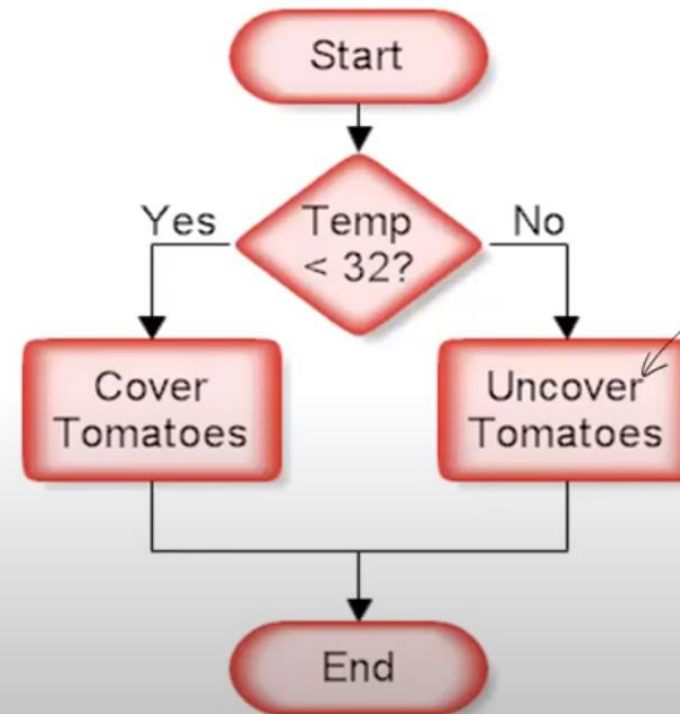 Start
Yes
Temp
< 32?
No
Cover
Tomatoes
Uncover
Tomatoes
End